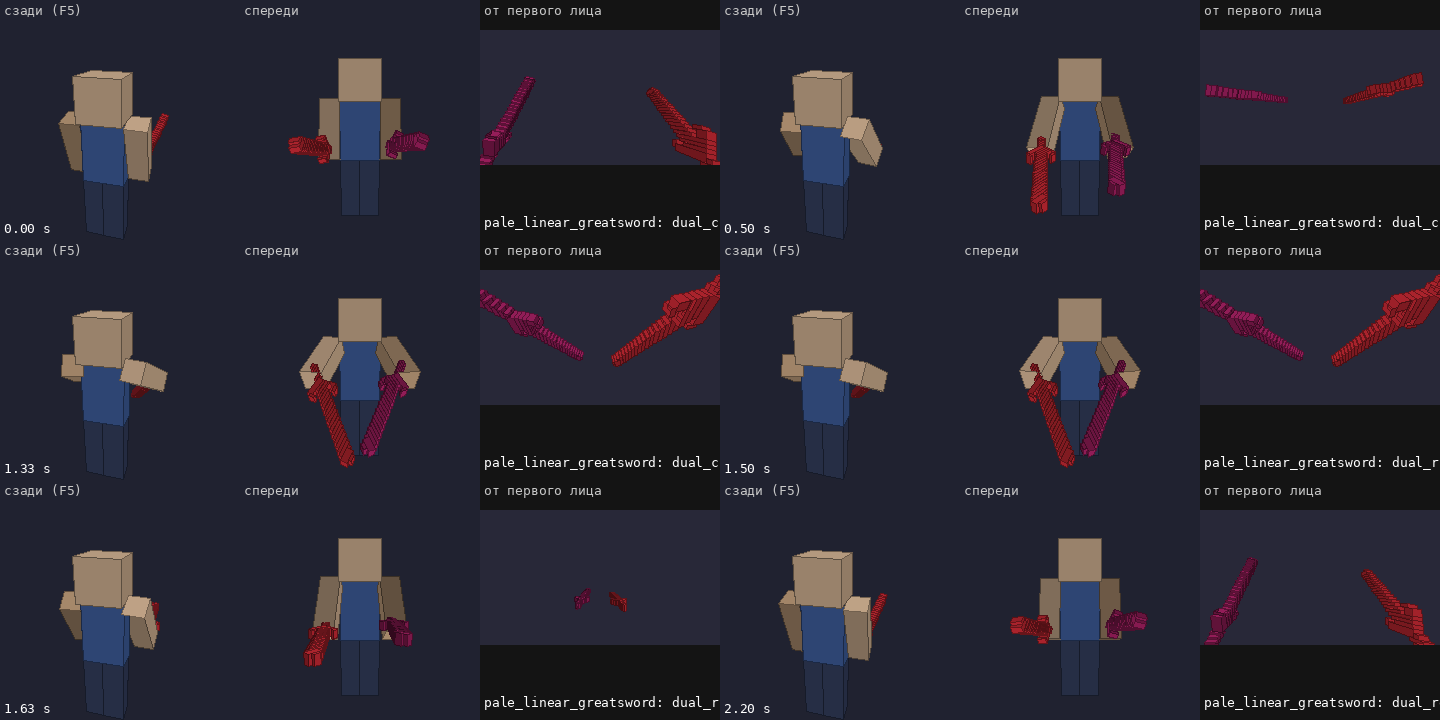 сзади (F5) спереди от первого лица сзади (F5) спереди от первого лица
0.00 s pale_linear_greatsword: dual_c 0.50 s pale_linear_greatsword: dual_c
сзади (F5) спереди от первого лица сзади (F5) спереди от первого лица
1.33 s pale_linear_greatsword: dual_c 1.50 s pale_linear_greatsword: dual_r
сзади (F5) спереди от первого лица сзади (F5) спереди от первого лица
1.63 s pale_linear_greatsword: dual_r 2.20 s pale_linear_greatsword: dual_r